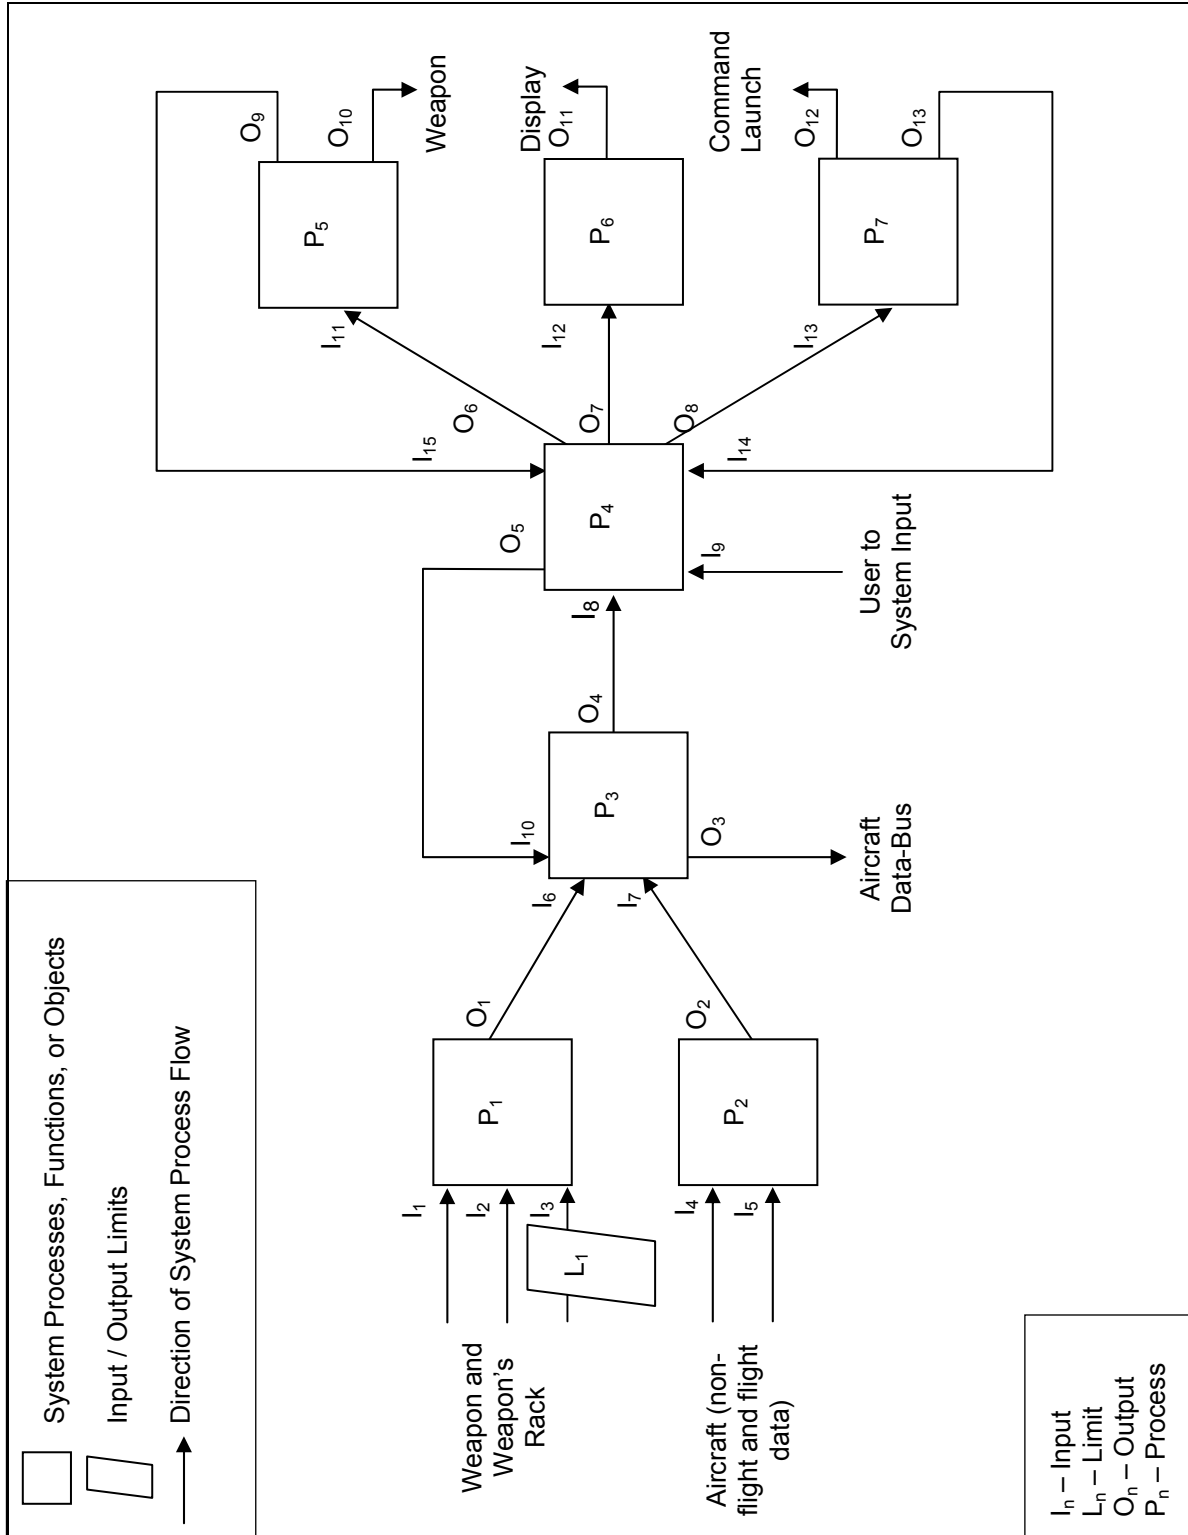 System Processes, Functions, or Objects
Input / Output Limits
Direction of System Process Flow
Weapon and
Weapon’s
Rack
I1
I2
I3
L1
P1
O1
Aircraft (non-
flight and flight
data)
I4
I5
P2
O2
I6
I7
I10
P3
O3
O4
Aircraft
Data-Bus
I8
I9
User to
System Input
O5
P4
I15
I14
O6
O7
O8
I11
P5
O9
O10
Weapon
I12
P6
O11
Display
I13
P7
O12
O13
Command
Launch
In – Input
Ln – Limit
On – Output
Pn – Process